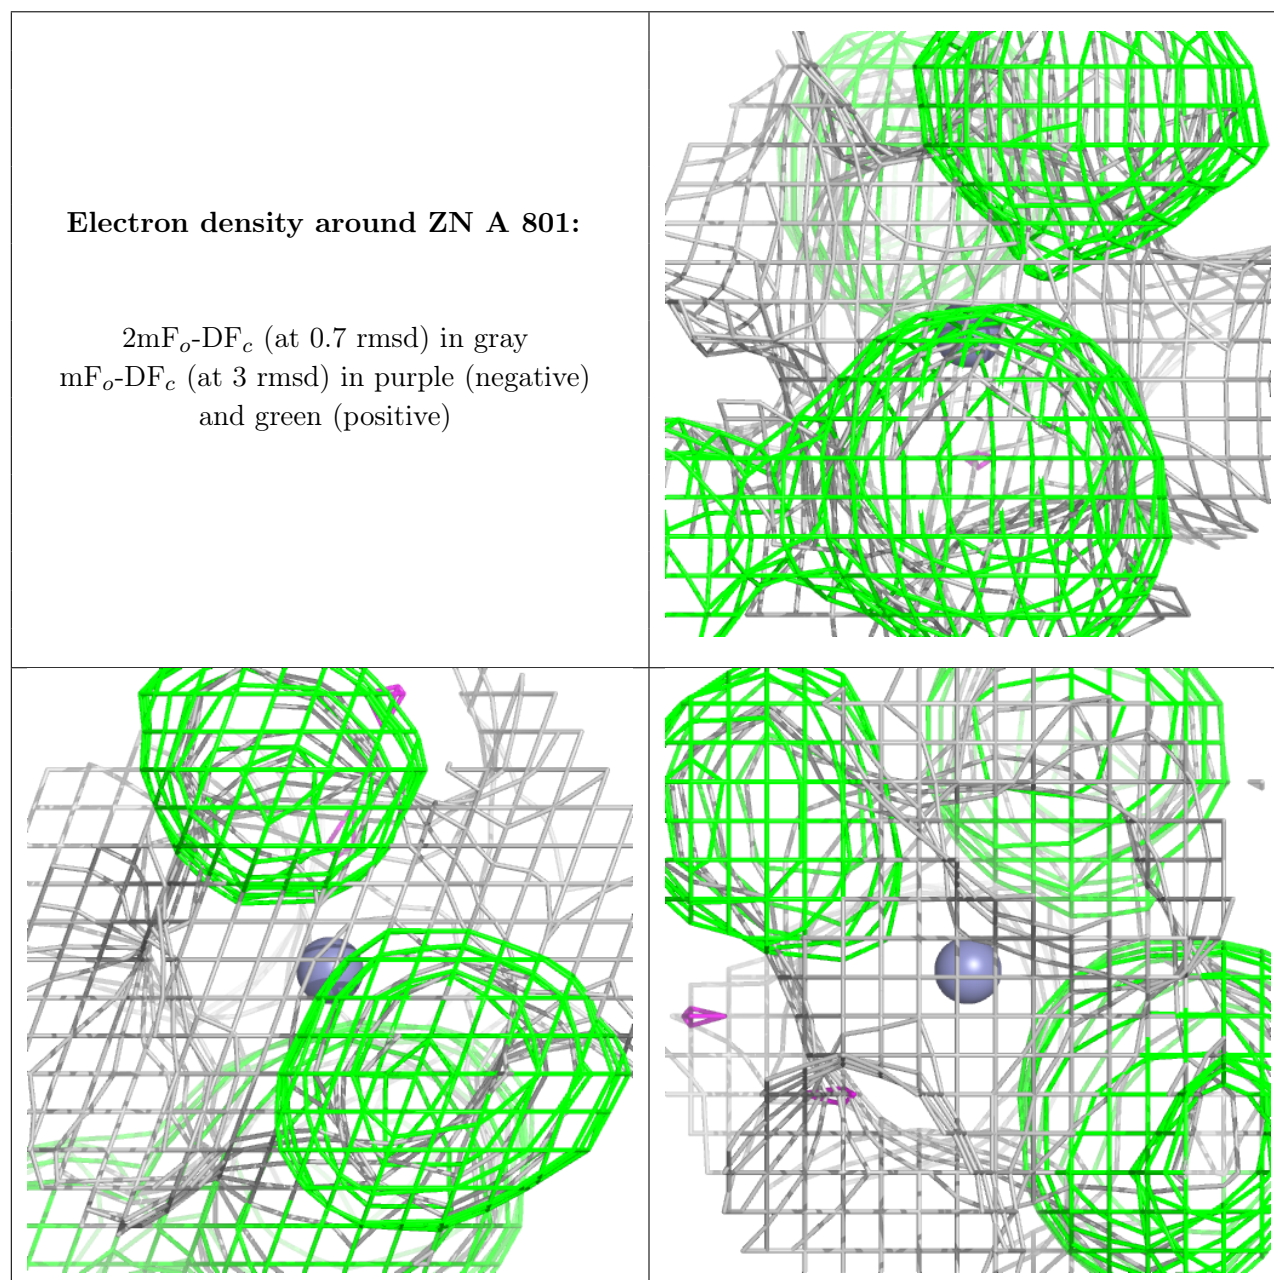 Electron density around ZN A 801:
2mFo-DFc (at 0.7 rmsd) in gray
mFo-DFc (at 3 rmsd) in purple (negative)
and green (positive)